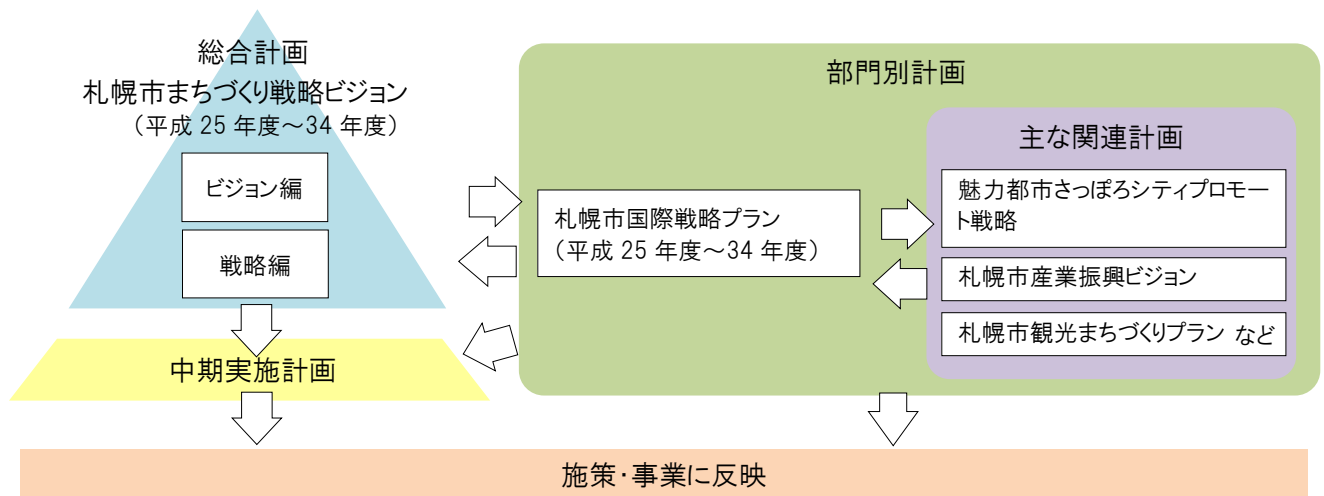 総合計画
札幌市まちづくり戦略ビジョン
（平成 25 年度～34 年度）
ビジョン編
戦略編
中期実施計画
部門別計画
札幌市国際戦略プラン
（平成 25 年度～34 年度）
主な関連計画
魅力都市さっぽろシティプロモー
ト戦略
札幌市産業振興ビジョン
札幌市観光まちづくりプラン など
施策・事業に反映